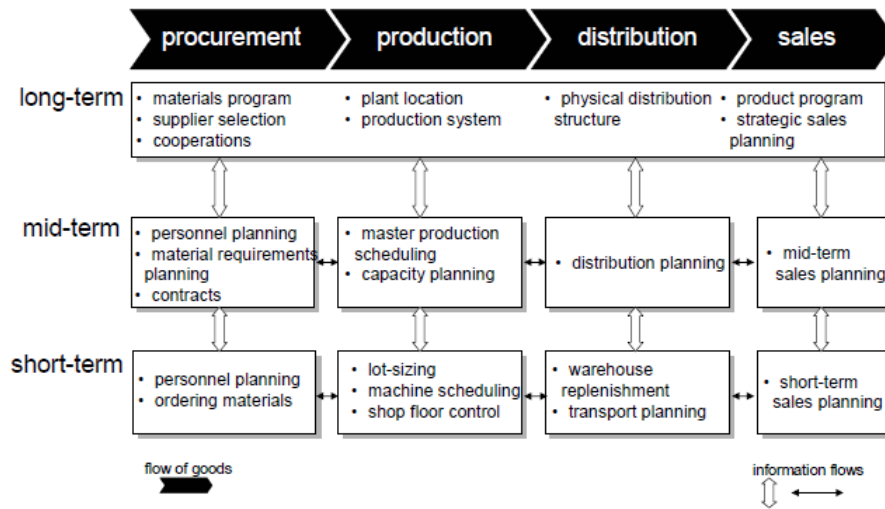 procurement
production
distribution
sales
long-term
• materials program
• supplier selection
• cooperations
• plant location
• production system
• physical distribution
structure
• product program
• strategic sales
planning
mid-term
• personnel planning
• material requirements
planning
• contracts
• master production
scheduling
• capacity planning
• distribution planning
• mid-term
sales planning
short-term
• personnel planning
• ordering materials
• lot-sizing
• machine scheduling
• shop floor control
• warehouse
replenishment
• transport planning
• short-term
sales planning
flow of goods
information flows